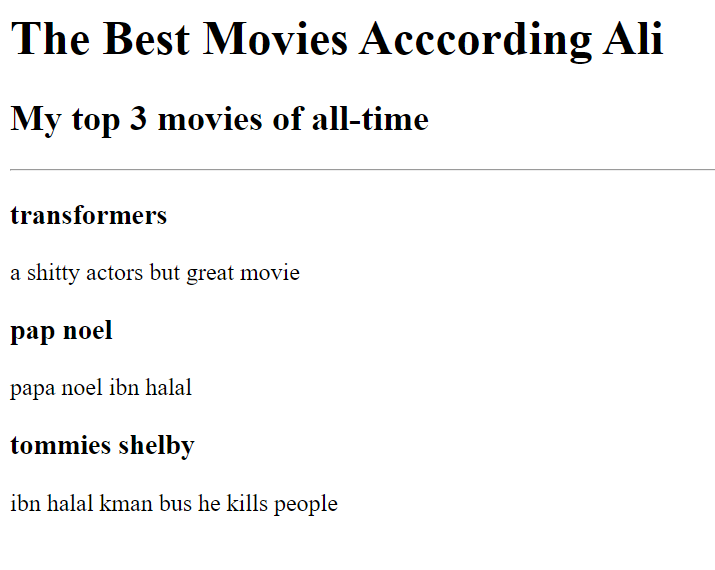 The Best Movies Acccording Ali
My top 3 movies of all-time
transformers
a shitty actors but great movie
pap noel
papa noel ibn halal
tommies shelby
ibn halal kman bus he kills people